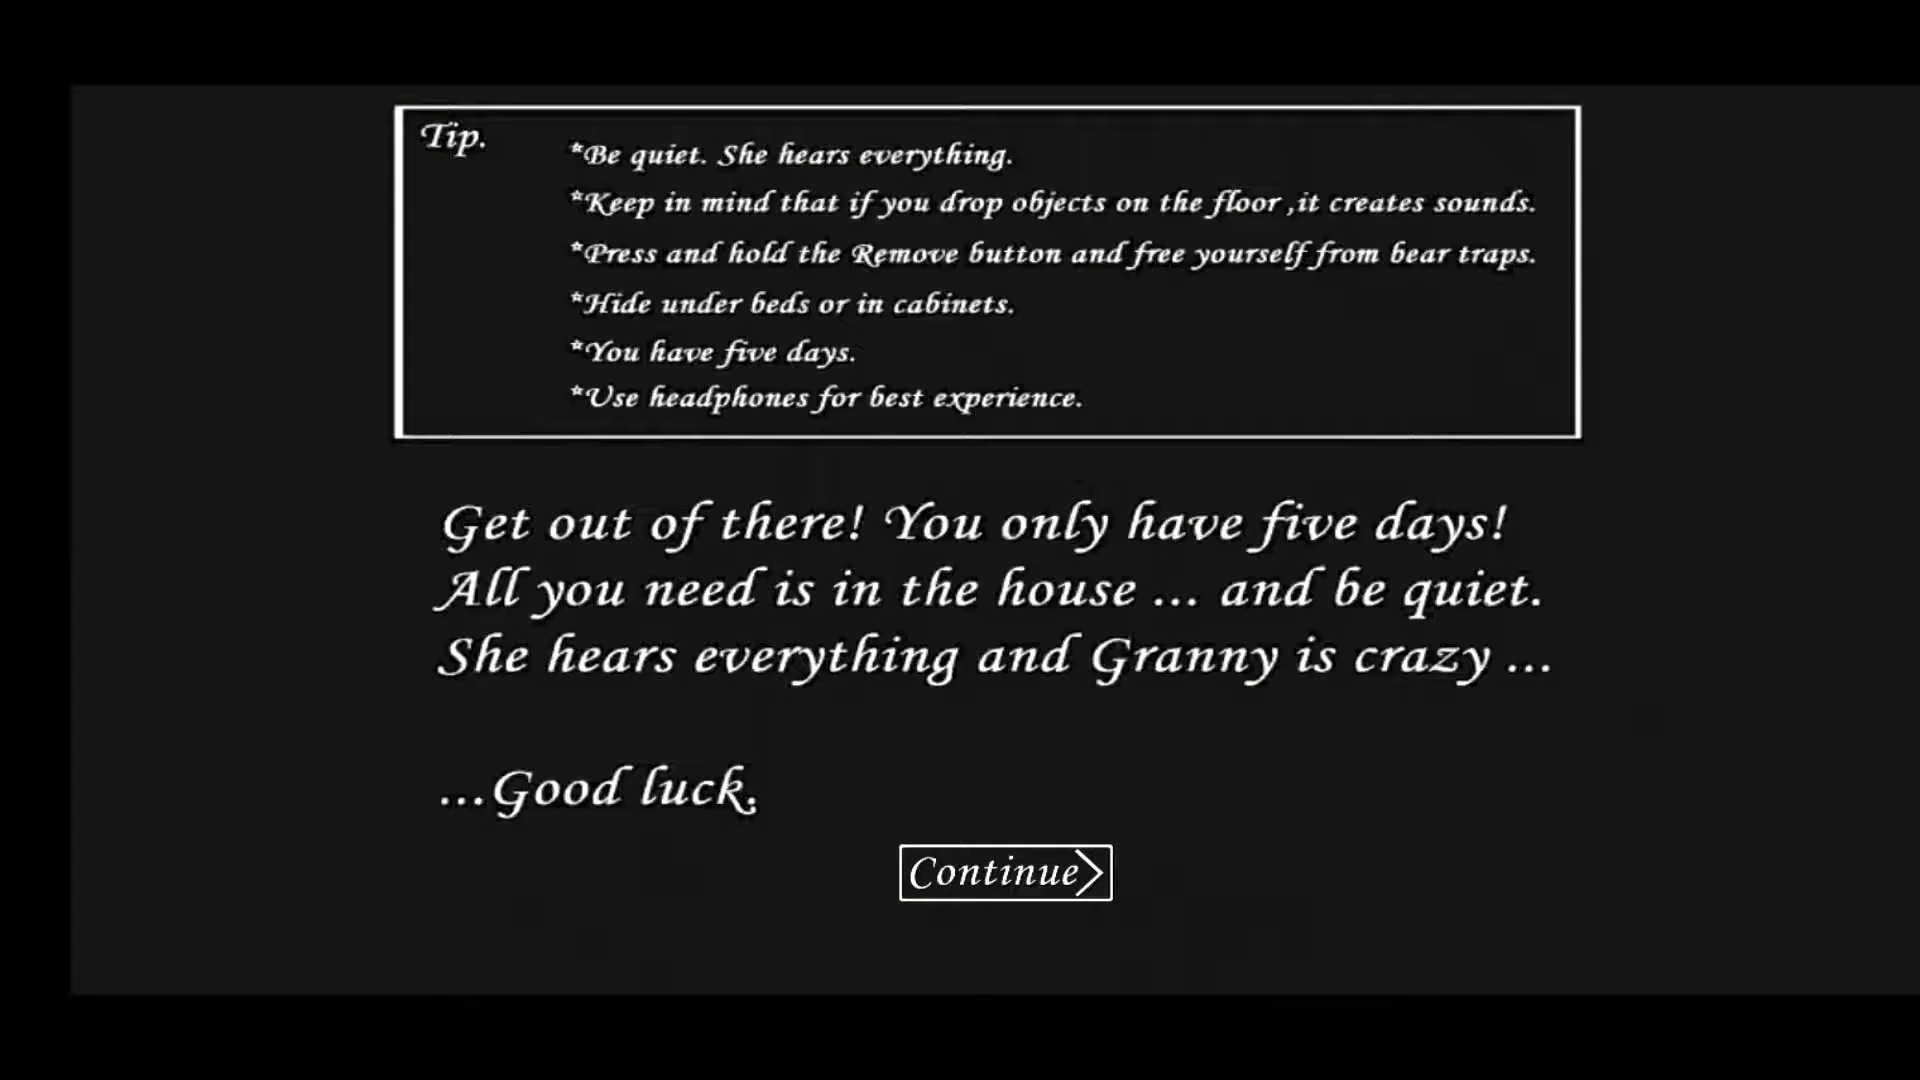 Tip.
*Be quiet. She hears everything.
*Keep in mind that if you drop objects on the floor ,it creates sounds.
*Press and hold the Remove button and free yourself from bear traps.
*Hide under beds or in cabinets.
*You have five days.
*Use headphones for best experience.
Get out of there! You only have five days!
All you need is in the house ... and be quiet.
She hears everything and Granny is crazy ...
...Good luck.
Continue>